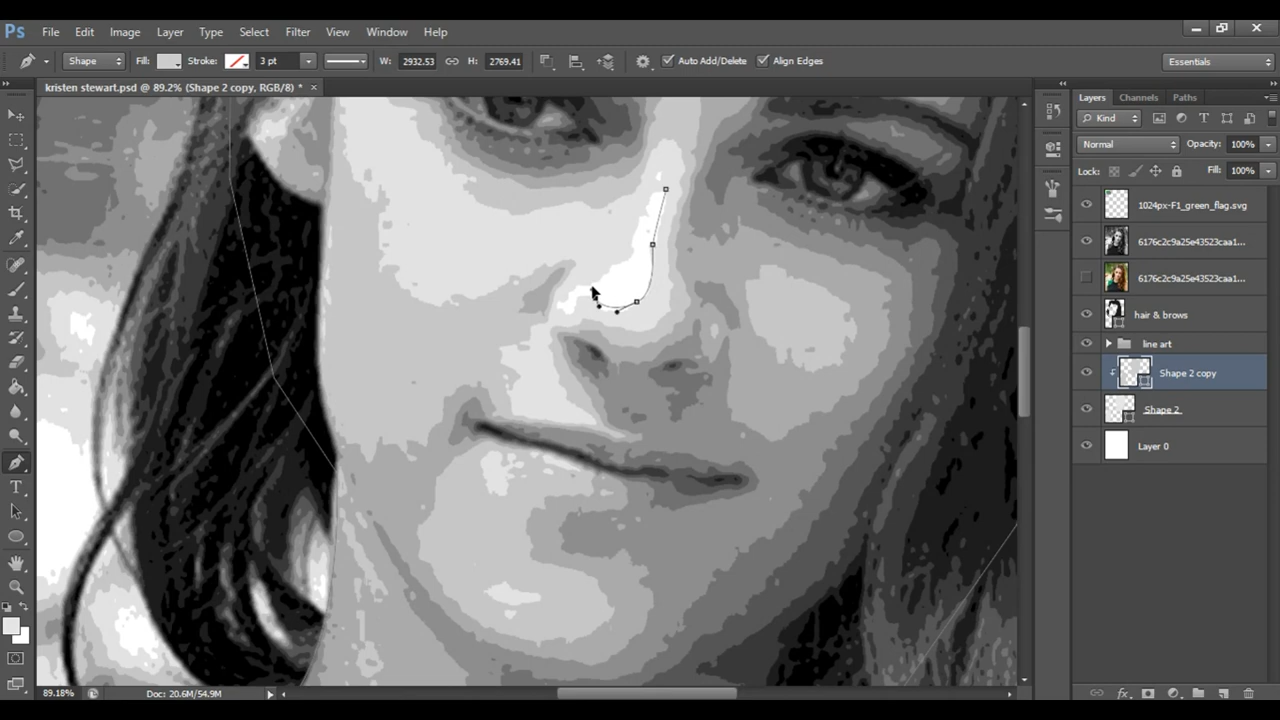 Ps File Edit Image Layer Type Select Filter View Window Help
Shape Fill: Stroke: 3 pt W: 2932.53 H: 2769.41 Auto Add/Delete Align Edges Essentials
kristen stewart.psd @ 89.2% (Shape 2 copy, RGB/8) * ×
Layers Channels Paths
Kind
Normal Opacity: 100%
Lock: Fill: 100%
1024px-F1_green_flag.svg
6176c2c9a25e43523caa1...
6176c2c9a25e43523caa1...
hair & brows
line art
Shape 2 copy
Shape 2
Layer 0
T
89.18% Doc: 20.6M/54.9M fx